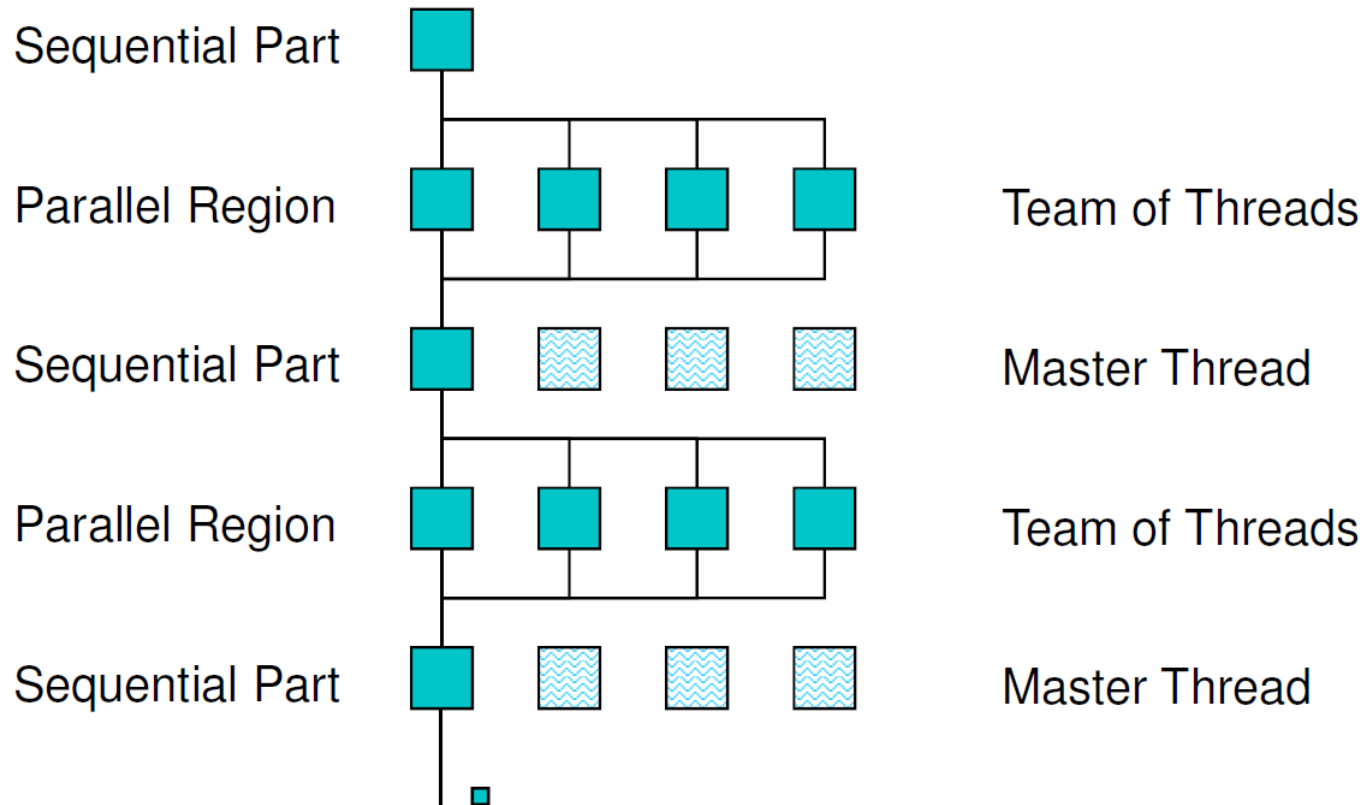 Sequential Part
Parallel Region Team of Threads
Sequential Part Master Thread
Parallel Region Team of Threads
Sequential Part Master Thread